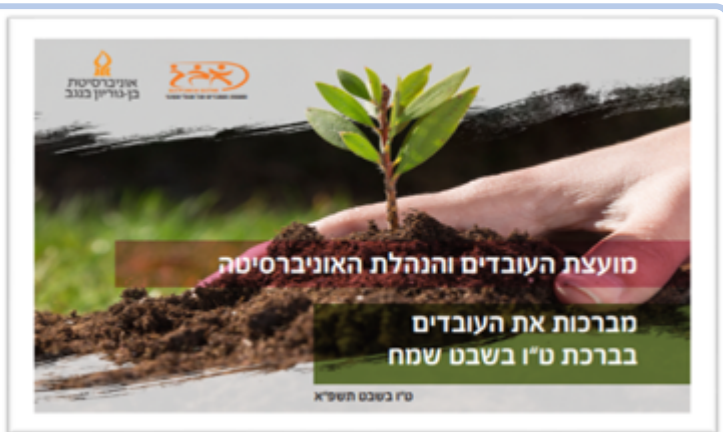 אוניברסיטת
בן-גוריון בנגב
מועצת העובדים והנהלת האוניברסיטה
מברכות את העובדים
בברכת ט״ו בשבט שמח
ט״ו בשבט תשפ״א